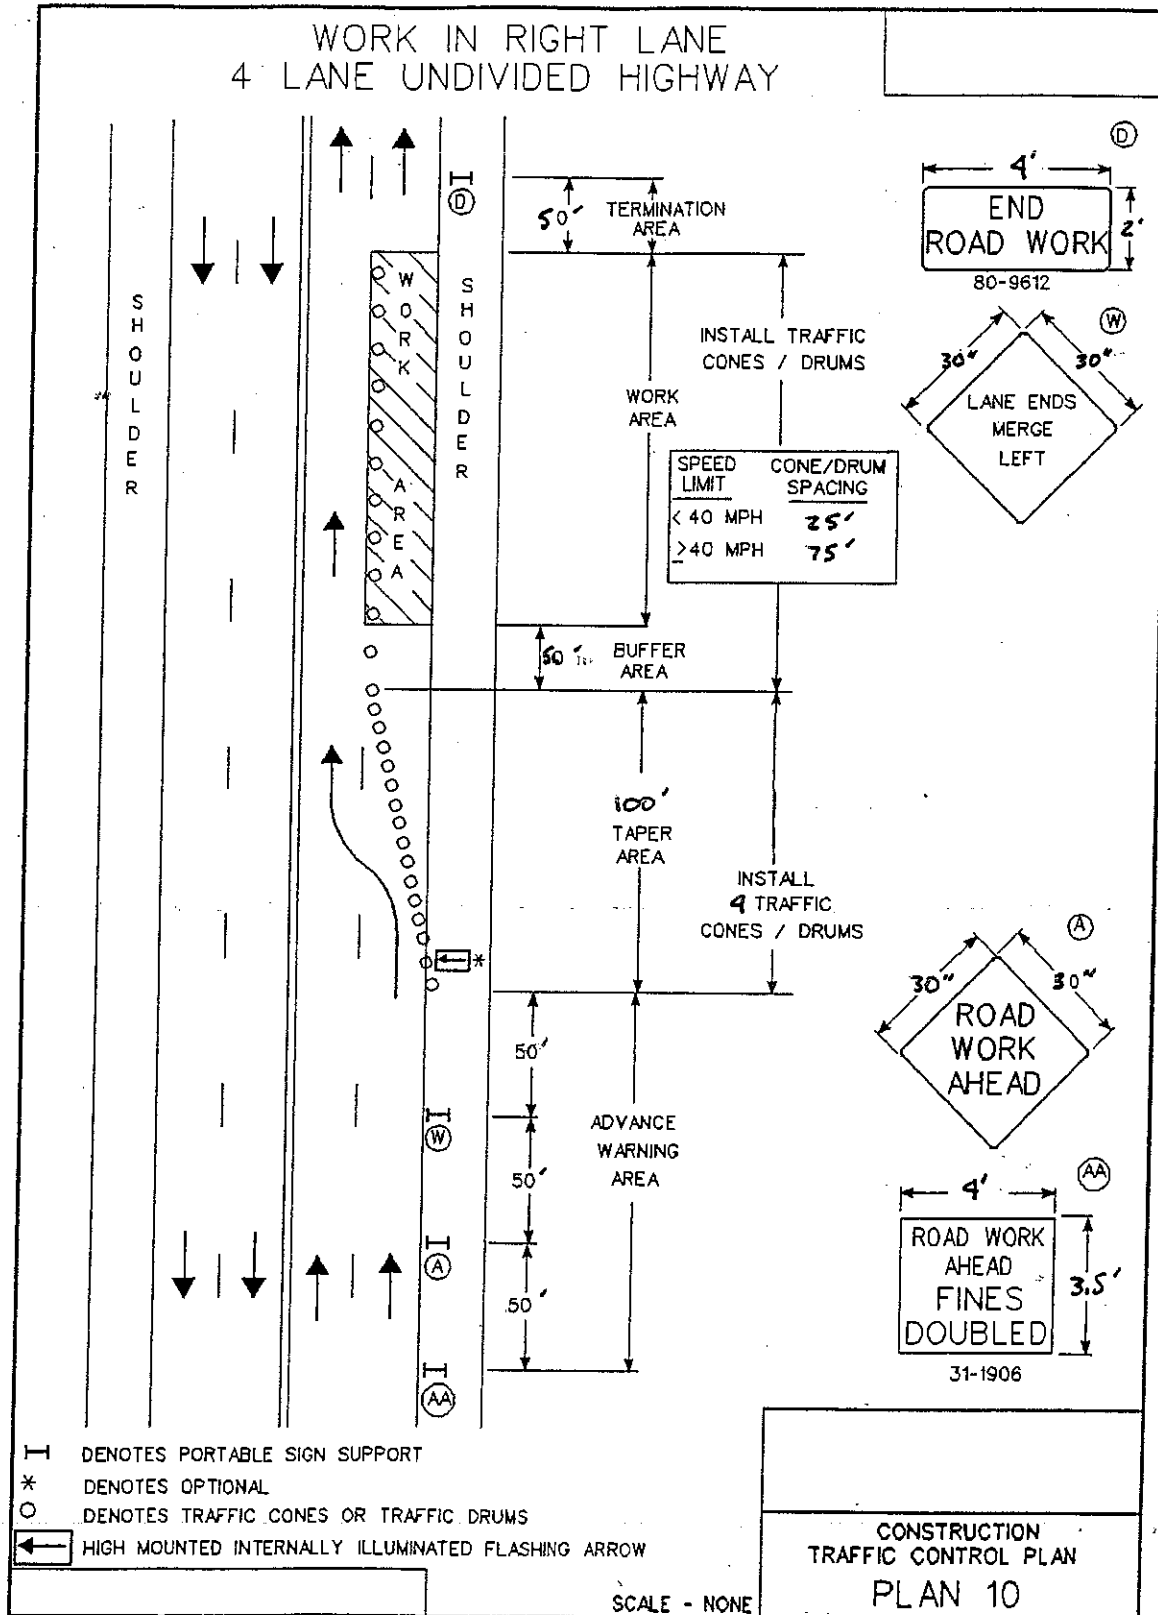 WORK IN RIGHT LANE
4 LANE UNDIVIDED HIGHWAY
D
50'
TERMINATION
AREA
SHOULDER
WORK AREA
SHOULDER
INSTALL TRAFFIC
CONES / DRUMS
WORK
AREA
SPEED LIMIT CONE/DRUM SPACING
< 40 MPH 25'
≥40 MPH 75'
50'
BUFFER
AREA
100'
TAPER
AREA
INSTALL
4 TRAFFIC
CONES / DRUMS
*
50'
W
50'
ADVANCE
WARNING
AREA
A
50'
AA
D
4'
END
ROAD WORK
2'
80-9612
W
30"
30"
LANE ENDS
MERGE
LEFT
A
30"
30"
ROAD
WORK
AHEAD
AA
4'
ROAD WORK
AHEAD
FINES
DOUBLED
3.5'
31-1906
DENOTES PORTABLE SIGN SUPPORT
* DENOTES OPTIONAL
DENOTES TRAFFIC CONES OR TRAFFIC DRUMS
HIGH MOUNTED INTERNALLY ILLUMINATED FLASHING ARROW
SCALE - NONE
CONSTRUCTION
TRAFFIC CONTROL PLAN
PLAN 10